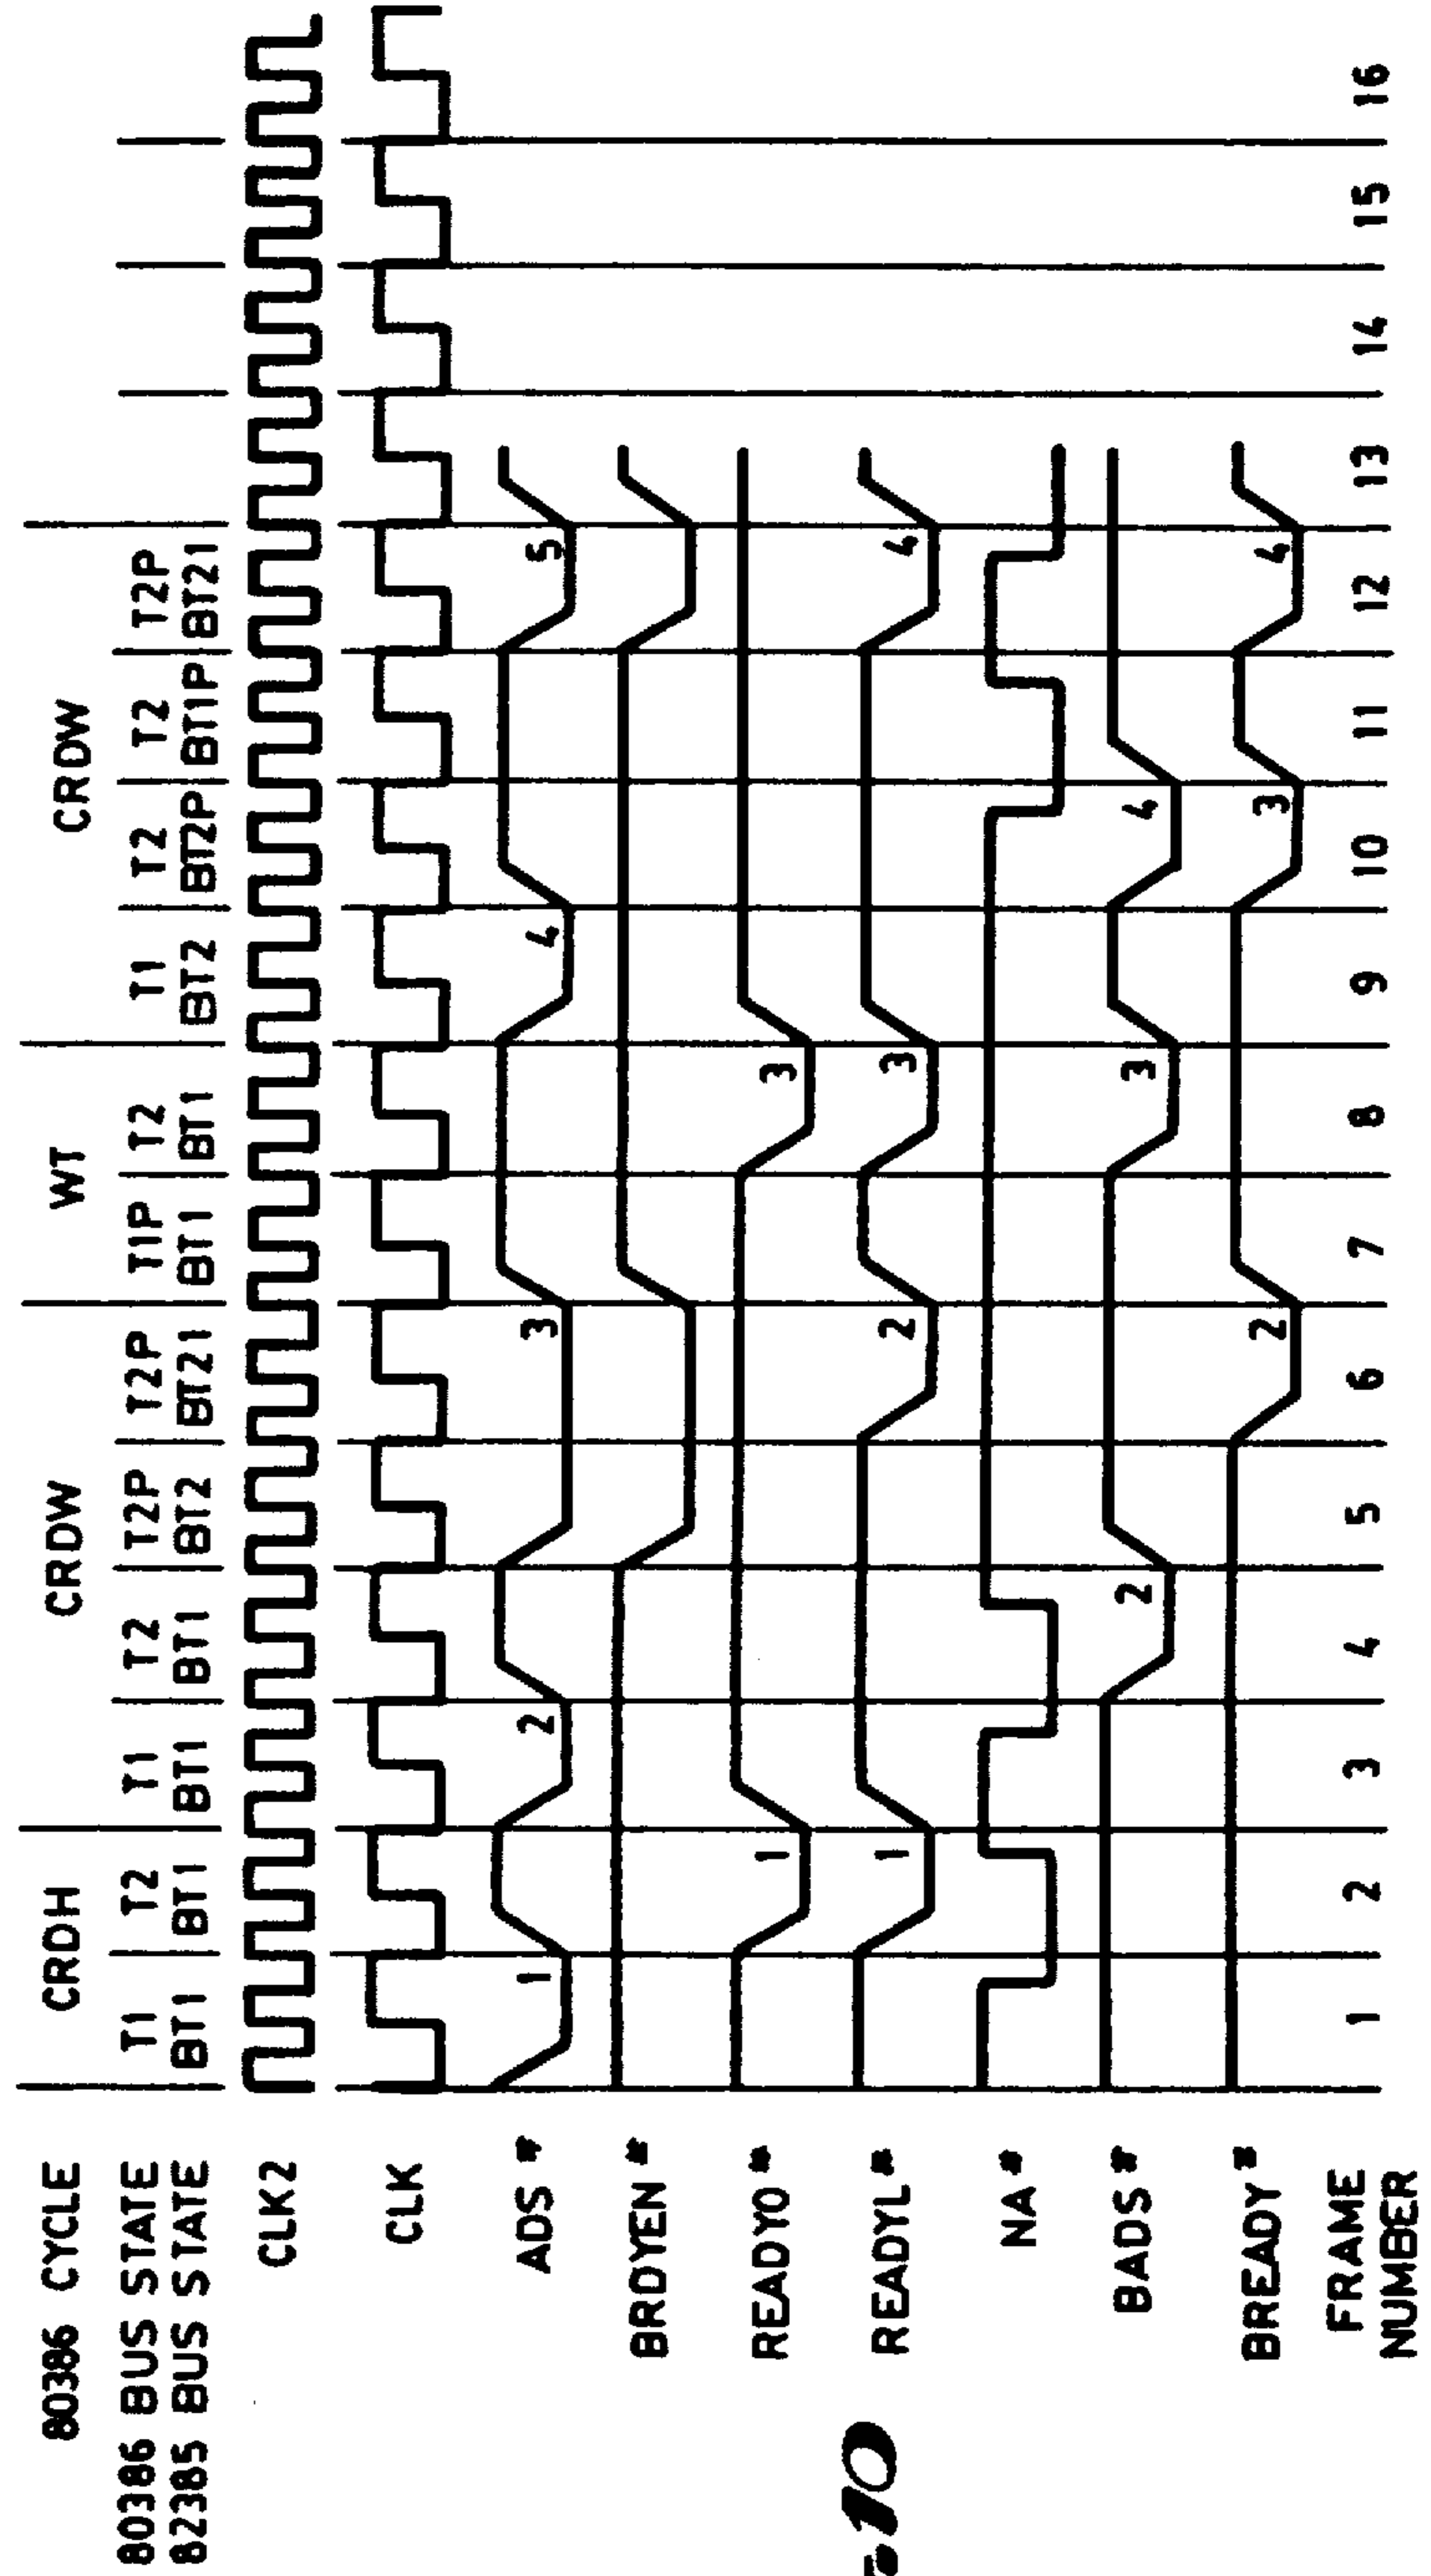 80386 CYCLE CRDH CRDW WT CRDW
80386 BUS STATE T1 T2 T1 T2 T2P T2P T1P T2 T1 T2 T2 T2P
82385 BUS STATE BT1 BT1 BT1 BT1 BT2 BT21 BT1 BT1 BT2 BT2P BT1P BT21
CLK2
CLK
ADS* 1 2 3 4 5
BRDYEN*
READYO* 1 3
READYL* 1 2 3 4
NA*
BADS* 2 3 4
BREADY* 2 3 4
FRAME NUMBER 1 2 3 4 5 6 7 8 9 10 11 12 13 14 15 16
.10